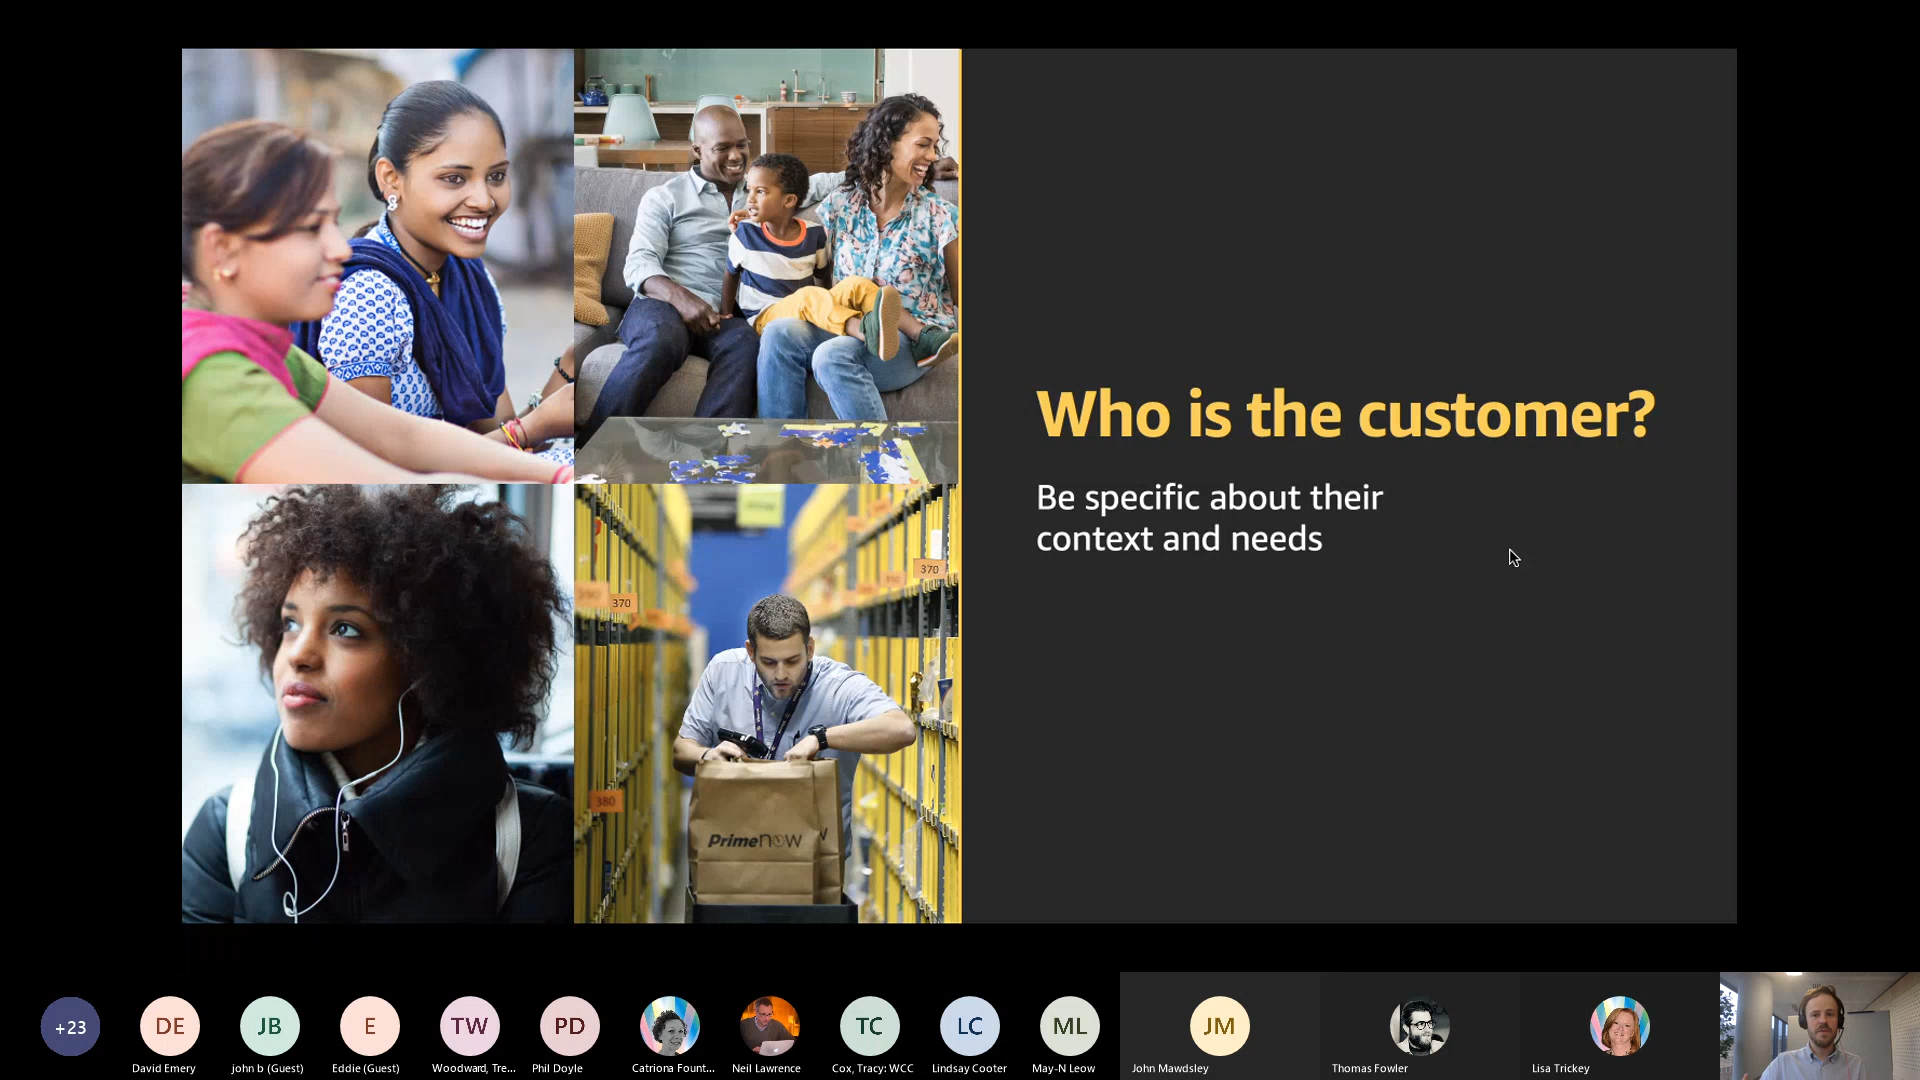 Who is the customer?
Be specific about their
context and needs
370
370
380
PrimenOW
+23
DE
JB
E
TW
PD
TC
LC
ML
JM
David Emery
john b (Guest)
Eddie (Guest)
Woodward, Tre...
Phil Doyle
Catriona Fount...
Neil Lawrence
Cox, Tracy: WCC
Lindsay Cooter
May-N Leow
John Mawdsley
Thomas Fowler
Lisa Trickey